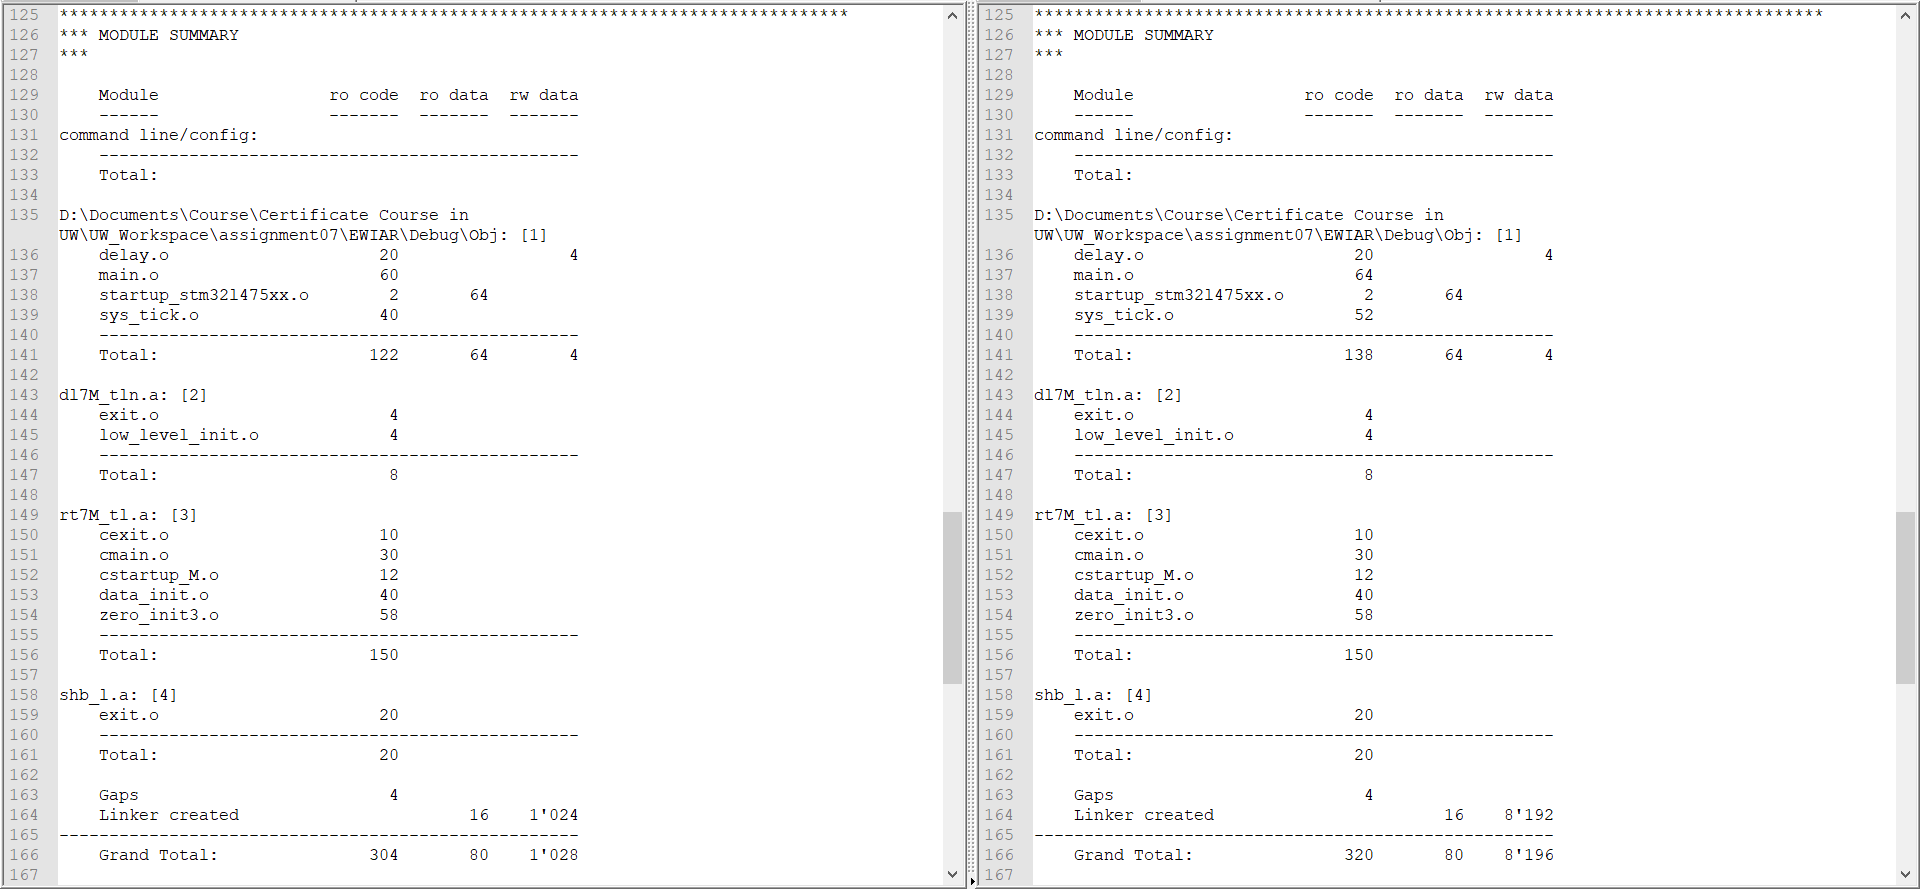 125 *******************************************************************************
126 *** MODULE SUMMARY
127 ***
128
129     Module                 ro code  ro data  rw data
130     ------                 -------  -------  -------
131 command line/config:
132     ------------------------------------------------
133     Total:
134
135 D:\Documents\Course\Certificate Course in
UW\UW_Workspace\assignment07\EWIAR\Debug\Obj: [1]
136     delay.o                     20                 4
137     main.o                      60
138     startup_stm32l475xx.o        2       64
139     sys_tick.o                  40
140     ------------------------------------------------
141     Total:                     122       64        4
142
143 dl7M_tln.a: [2]
144     exit.o                       4
145     low_level_init.o             4
146     ------------------------------------------------
147     Total:                       8
148
149 rt7M_tl.a: [3]
150     cexit.o                     10
151     cmain.o                     30
152     cstartup_M.o                12
153     data_init.o                 40
154     zero_init3.o                58
155     ------------------------------------------------
156     Total:                     150
157
158 shb_l.a: [4]
159     exit.o                      20
160     ------------------------------------------------
161     Total:                      20
162
163     Gaps                         4
164     Linker created                       16    1'024
165 ----------------------------------------------------
166     Grand Total:               304       80    1'028
167
125 *******************************************************************************
126 *** MODULE SUMMARY
127 ***
128
129     Module                 ro code  ro data  rw data
130     ------                 -------  -------  -------
131 command line/config:
132     ------------------------------------------------
133     Total:
134
135 D:\Documents\Course\Certificate Course in
UW\UW_Workspace\assignment07\EWIAR\Debug\Obj: [1]
136     delay.o                     20                 4
137     main.o                      64
138     startup_stm32l475xx.o        2       64
139     sys_tick.o                  52
140     ------------------------------------------------
141     Total:                     138       64        4
142
143 dl7M_tln.a: [2]
144     exit.o                       4
145     low_level_init.o             4
146     ------------------------------------------------
147     Total:                       8
148
149 rt7M_tl.a: [3]
150     cexit.o                     10
151     cmain.o                     30
152     cstartup_M.o                12
153     data_init.o                 40
154     zero_init3.o                58
155     ------------------------------------------------
156     Total:                     150
157
158 shb_l.a: [4]
159     exit.o                      20
160     ------------------------------------------------
161     Total:                      20
162
163     Gaps                         4
164     Linker created                       16    8'192
165 ----------------------------------------------------
166     Grand Total:               320       80    8'196
167